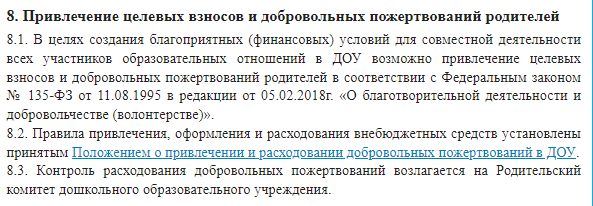 8. Привлечение целевых взносов и добровольных пожертвований родителей
8.1. В целях создания благоприятных (финансовых) условий для совместной деятельности
всех участников образовательных отношений в ДОУ возможно привлечение целевых
взносов и добровольных пожертвований родителей в соответствии с Федеральным законом
№ 135-ФЗ от 11.08.1995 в редакции от 05.02.2018г. «О благотворительной деятельности и
добровольчестве (волонтерстве)».
8.2. Правила привлечения, оформления и расходования внебюджетных средств установлены
принятым Положением о привлечении и расходовании добровольных пожертвований в ДОУ.
8.3. Контроль расходования добровольных пожертвований возлагается на Родительский
комитет дошкольного образовательного учреждения.